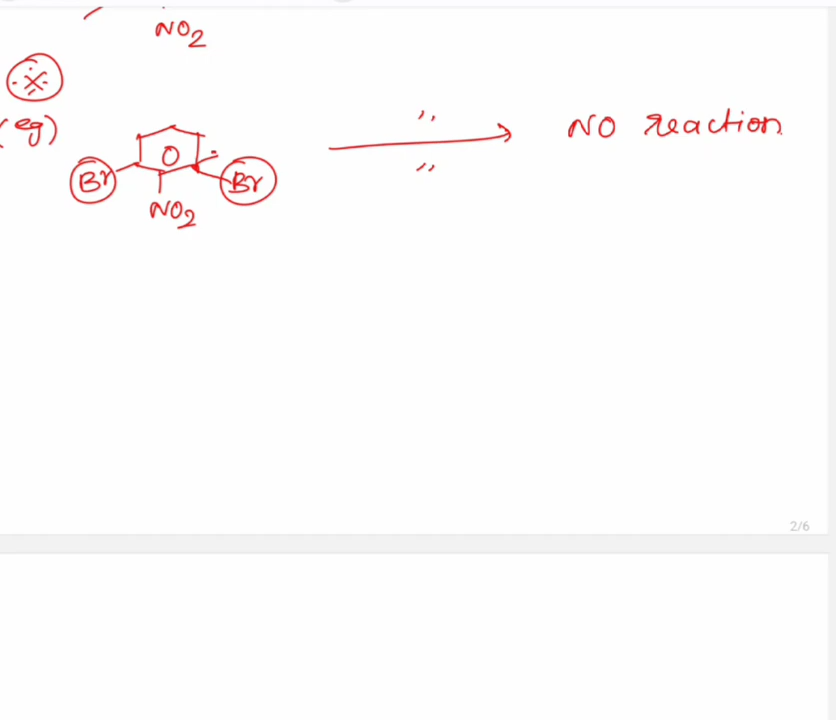 NO2
X
(eg)
Br Br
NO2
,,
,,
NO reaction
2/6